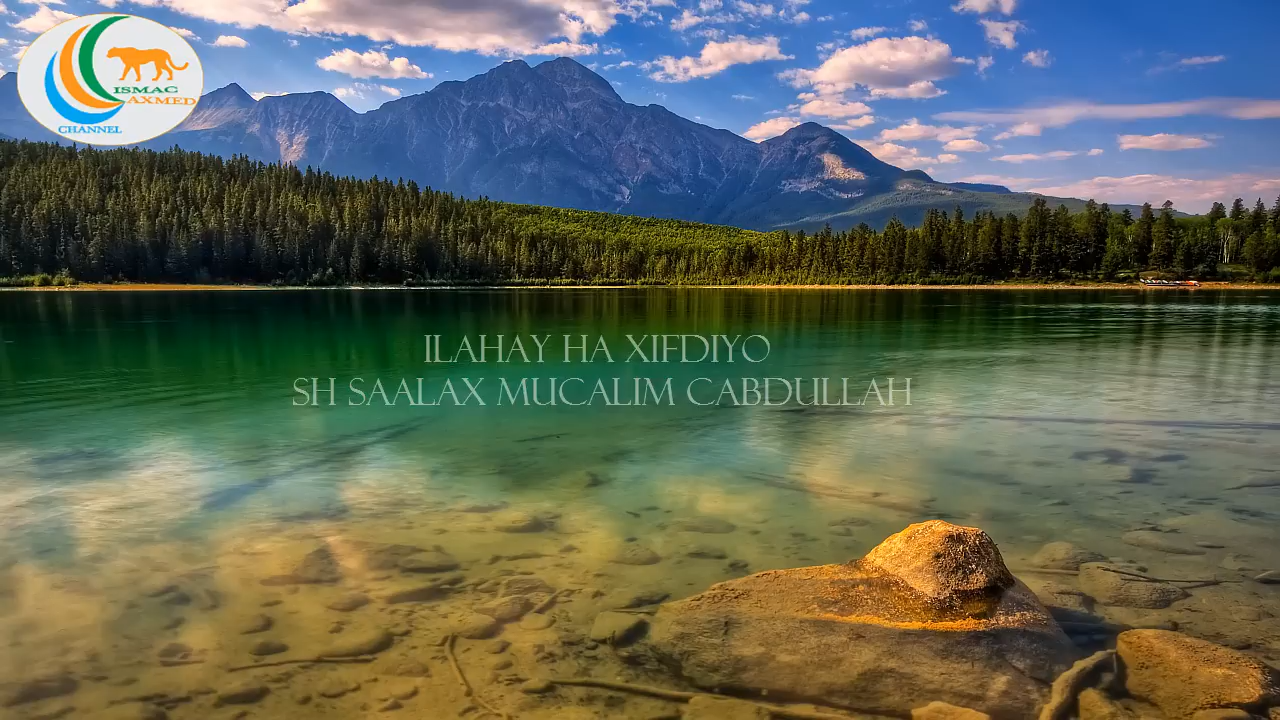 ISMAC
AXMED
CHANNEL
ILAHAY HA XIFDIYO
SH SAALAX MUCALIM CABDULLAH